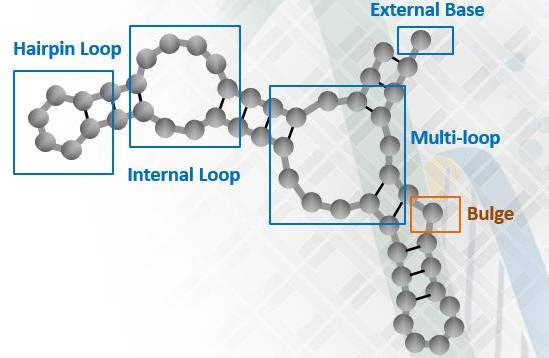 External Base
Hairpin Loop
Multi-loop
Internal Loop
Bulge